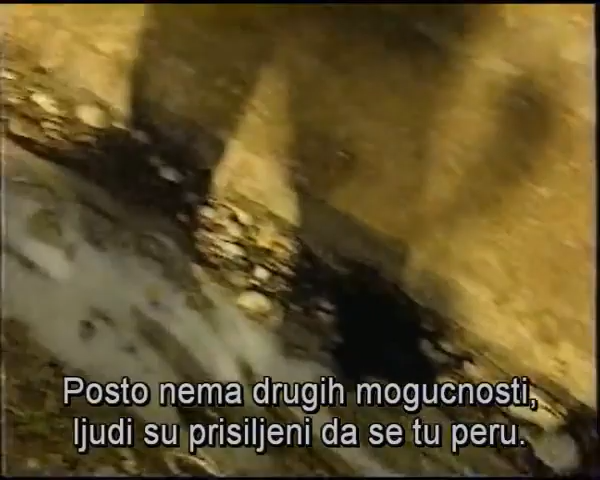 Posto nema drugih mogucnosti,
ljudi su prisiljeni da se tu peru.